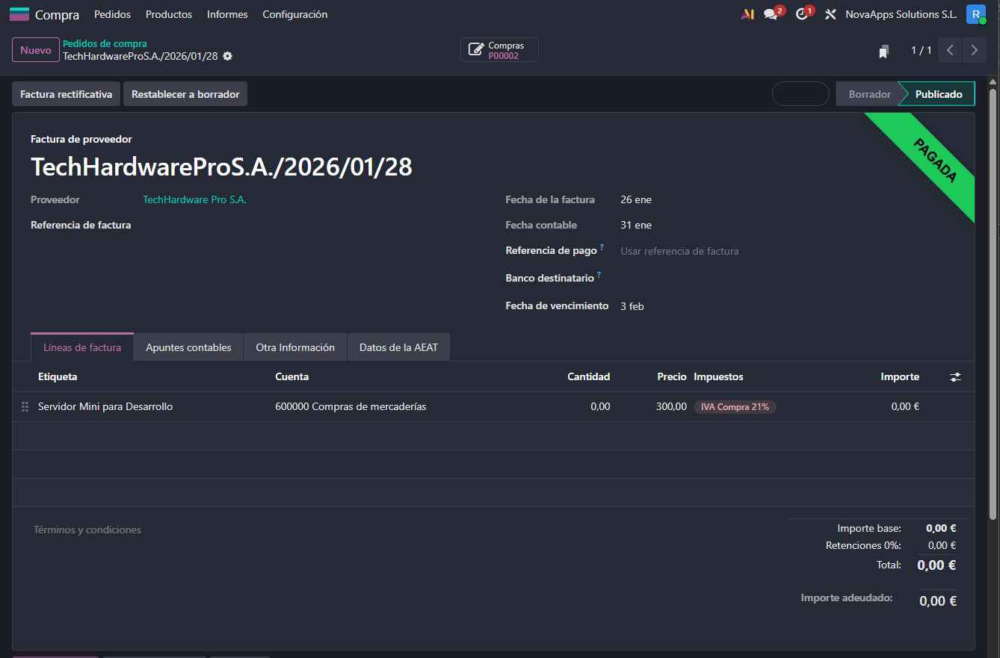 Compra Pedidos Productos Informes Configuración 2 1 NovaApps Solutions S.L. R
Nuevo Pedidos de compra
TechHardwareProS.A./2026/01/28
Compras
P00002
1 / 1
Factura rectificativa Restablecer a borrador Borrador Publicado
PAGADA
Factura de proveedor
TechHardwareProS.A./2026/01/28
Proveedor TechHardware Pro S.A. Fecha de la factura 26 ene
Referencia de factura Fecha contable 31 ene
Referencia de pago ? Usar referencia de factura
Banco destinatario ?
Fecha de vencimiento 3 feb
Líneas de factura Apuntes contables Otra Información Datos de la AEAT
Etiqueta Cuenta Cantidad Precio Impuestos Importe
Servidor Mini para Desarrollo 600000 Compras de mercaderías 0,00 300,00 IVA Compra 21% 0,00 €
Términos y condiciones
Importe base: 0,00 €
Retenciones 0%: 0,00 €
Total: 0,00 €
Importe adeudado: 0,00 €